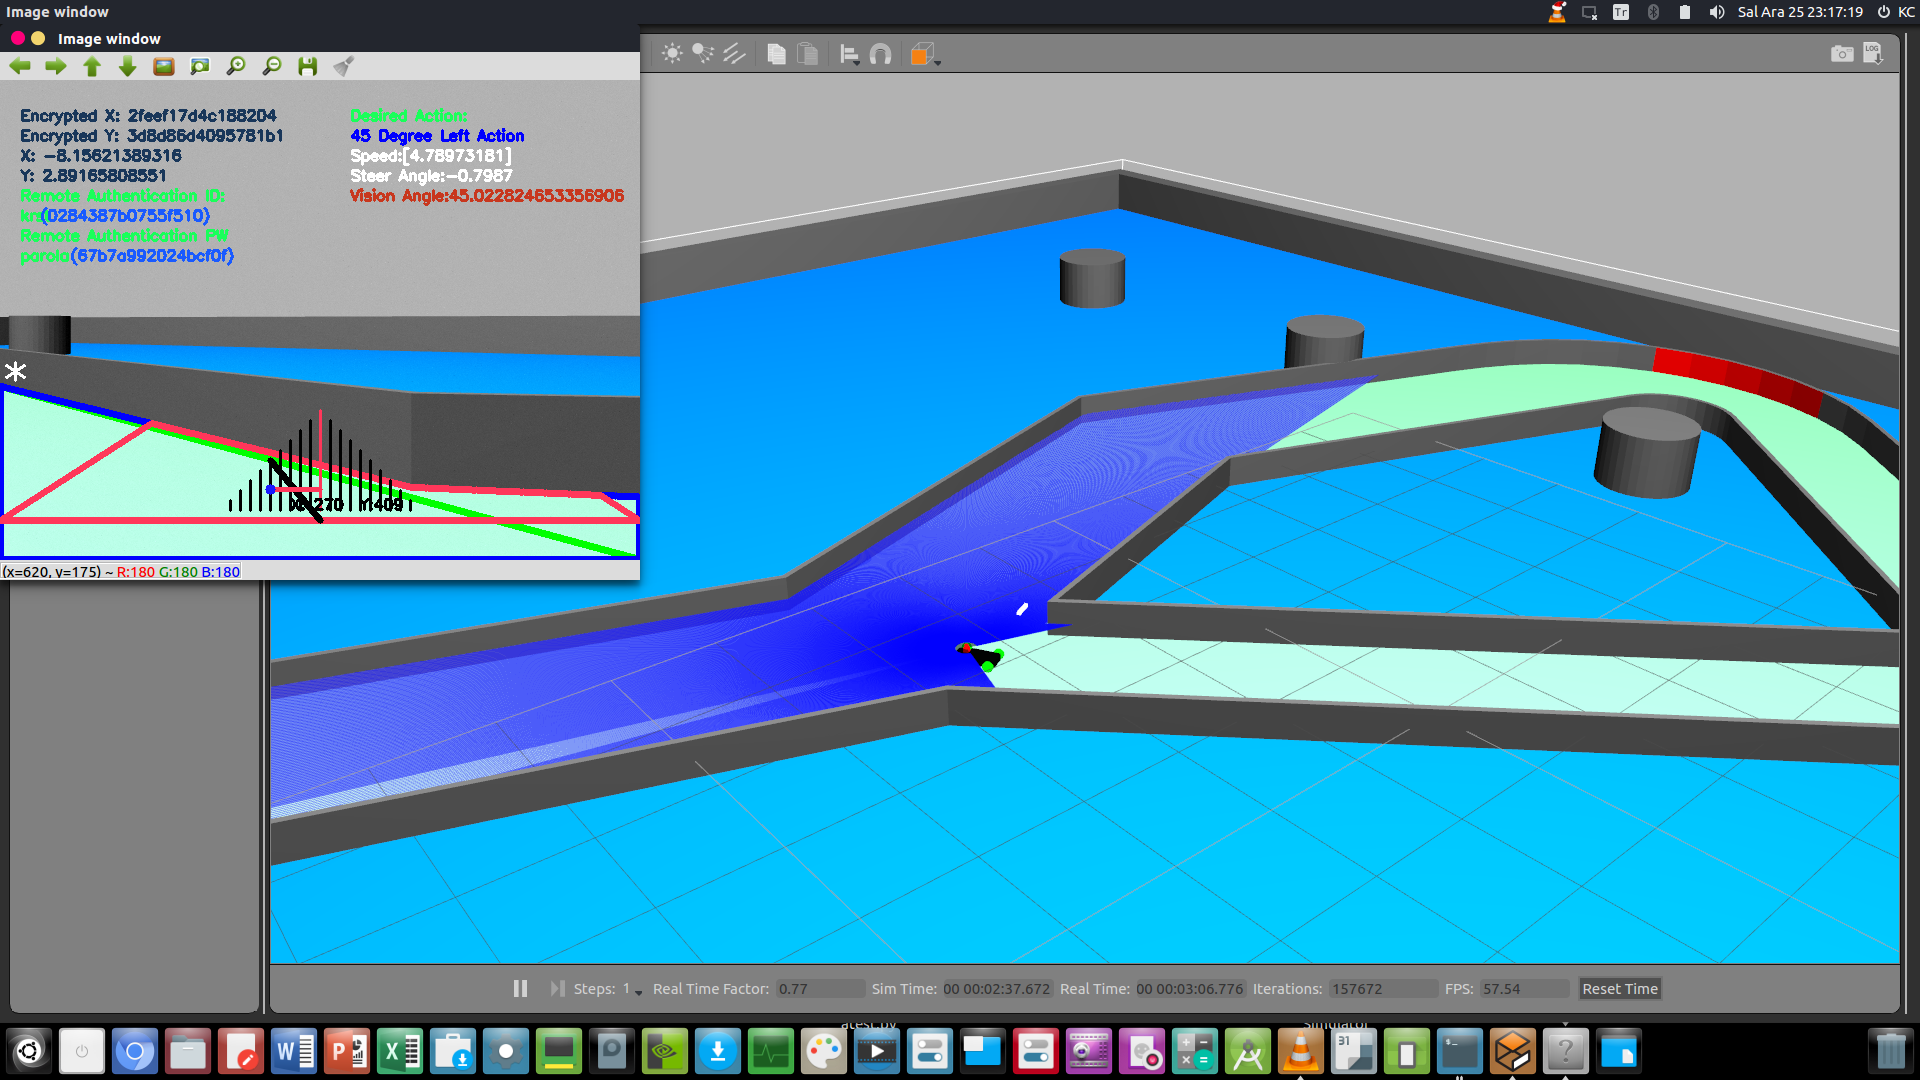 Image window
Tr
Sal Ara 25 23:17:19
KC
Image window
LOG
Encrypted X: 2feef17d4c188204
Encrypted Y: 3d8d86d4095781b1
X: -8.15621389316
Y: 2.89165808551
Remote Authentication ID:
(0284387b0755f510)
Remote Authentication PW
parola(67b7a992024bcf0f)
Desired Action:
45 Degree Left Action
Speed:[4.78973181]
Steer Angle:-0.7987
Vision Angle:45.022824653356906
X:270 Y:409
(x=620, y=175) ~ R:180 G:180 B:180
Steps: 1
Real Time Factor: 0.77
Sim Time: 00 00:02:37.672
Real Time: 00 00:03:06.776
Iterations: 157672
FPS: 57.54
Reset Time
W
P
X
31
$_
?